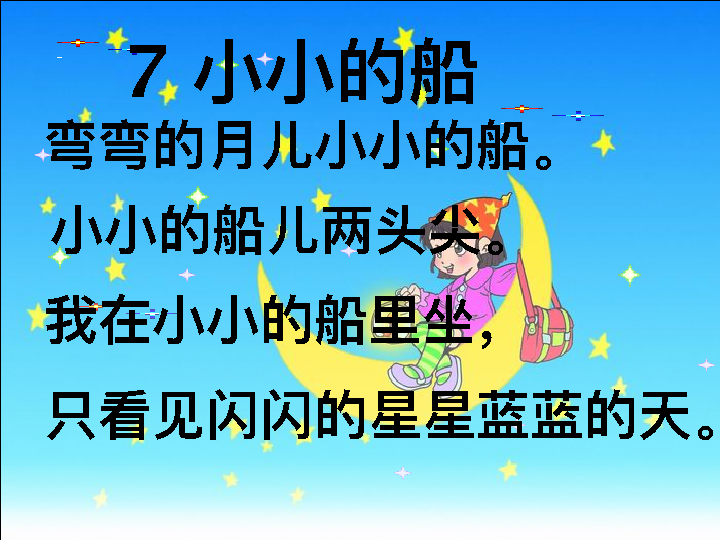 7 小小的船
弯弯的月儿小小的船。
小小的船儿两头尖。
我在小小的船里坐，
只看见闪闪的星星蓝蓝的天。